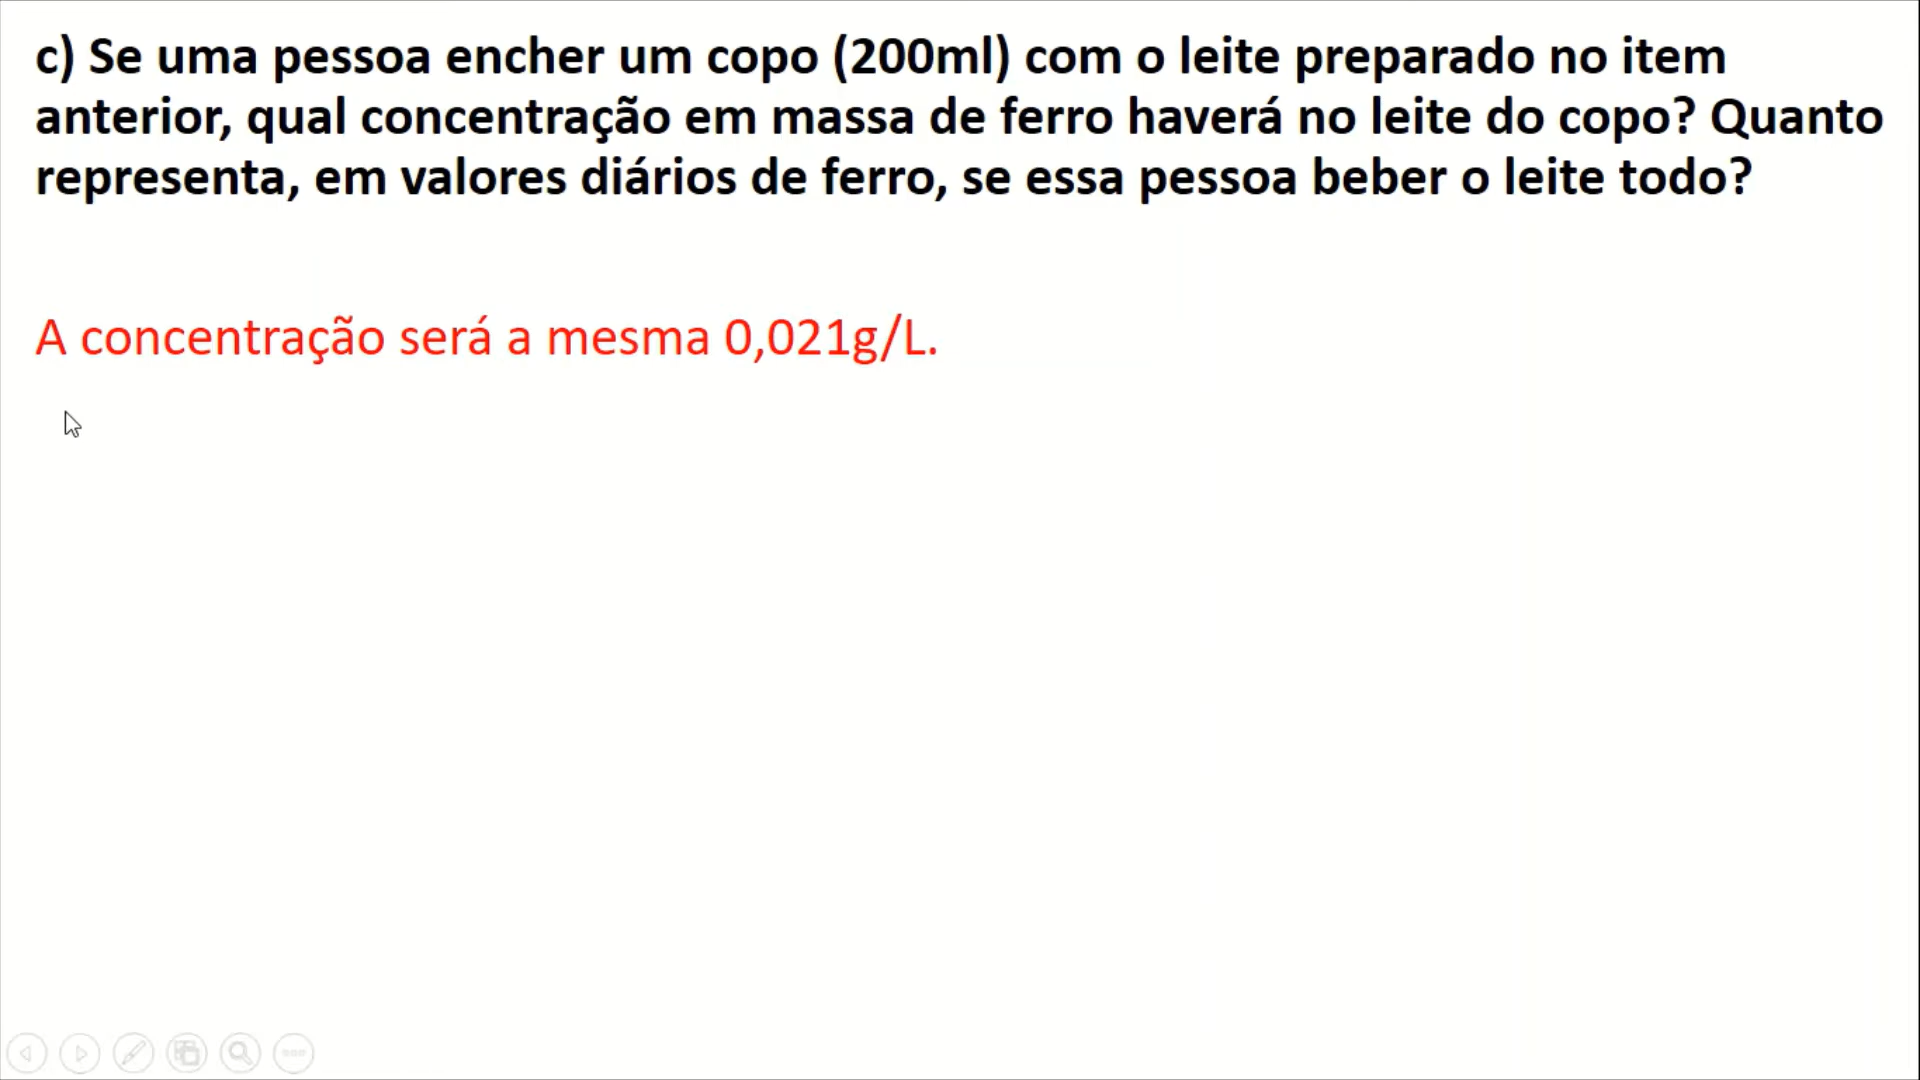 c) Se uma pessoa encher um copo (200ml) com o leite preparado no item
anterior, qual concentração em massa de ferro haverá no leite do copo? Quanto
representa, em valores diários de ferro, se essa pessoa beber o leite todo?
A concentração será a mesma 0,021g/L.